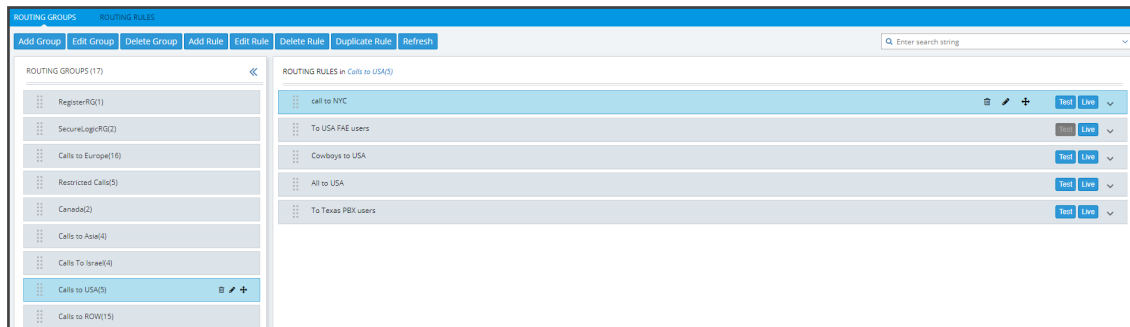 ROUTING GROUPS ROUTING RULES
Add Group Edit Group Delete Group Add Rule Edit Rule Delete Rule Duplicate Rule Refresh
Enter search string
ROUTING GROUPS (17)
RegisterRG(1)
SecureLogicRG(2)
Calls to Europe(16)
Restricted Calls(5)
Canada(2)
Calls to Asia(4)
Calls To Israel(4)
Calls to USA(5)
Calls to ROW(15)
ROUTING RULES in Calls to USA(5)
call to NYC Test Live
To USA FAE users Test Live
Cowboys to USA Test Live
All to USA Test Live
To Texas PBX users Test Live